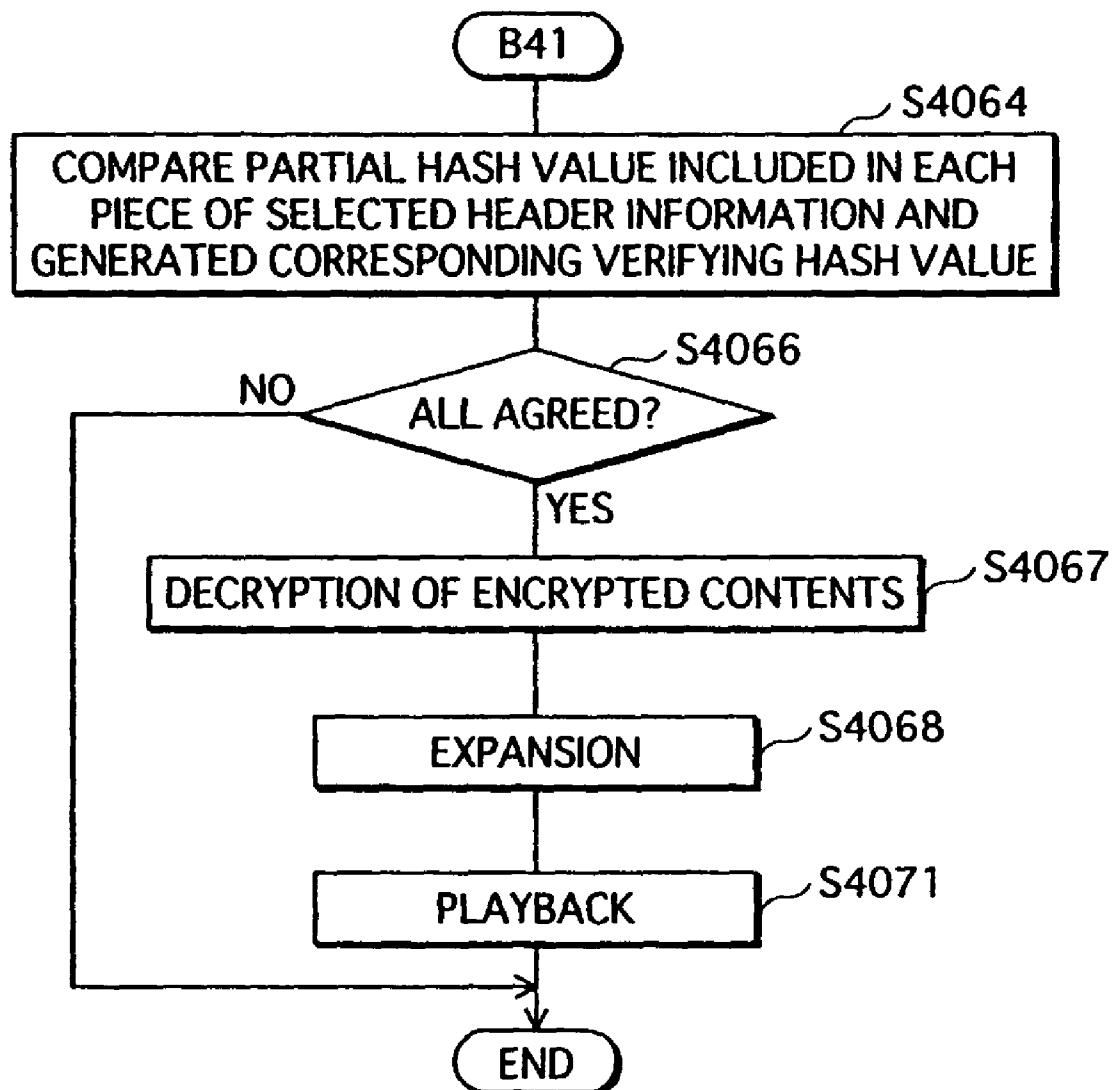 B41
S4064
COMPARE PARTIAL HASH VALUE INCLUDED IN EACH
PIECE OF SELECTED HEADER INFORMATION AND
GENERATED CORRESPONDING VERIFYING HASH VALUE
S4066
NO
ALL AGREED?
YES
S4067
DECRYPTION OF ENCRYPTED CONTENTS
S4068
EXPANSION
S4071
PLAYBACK
END